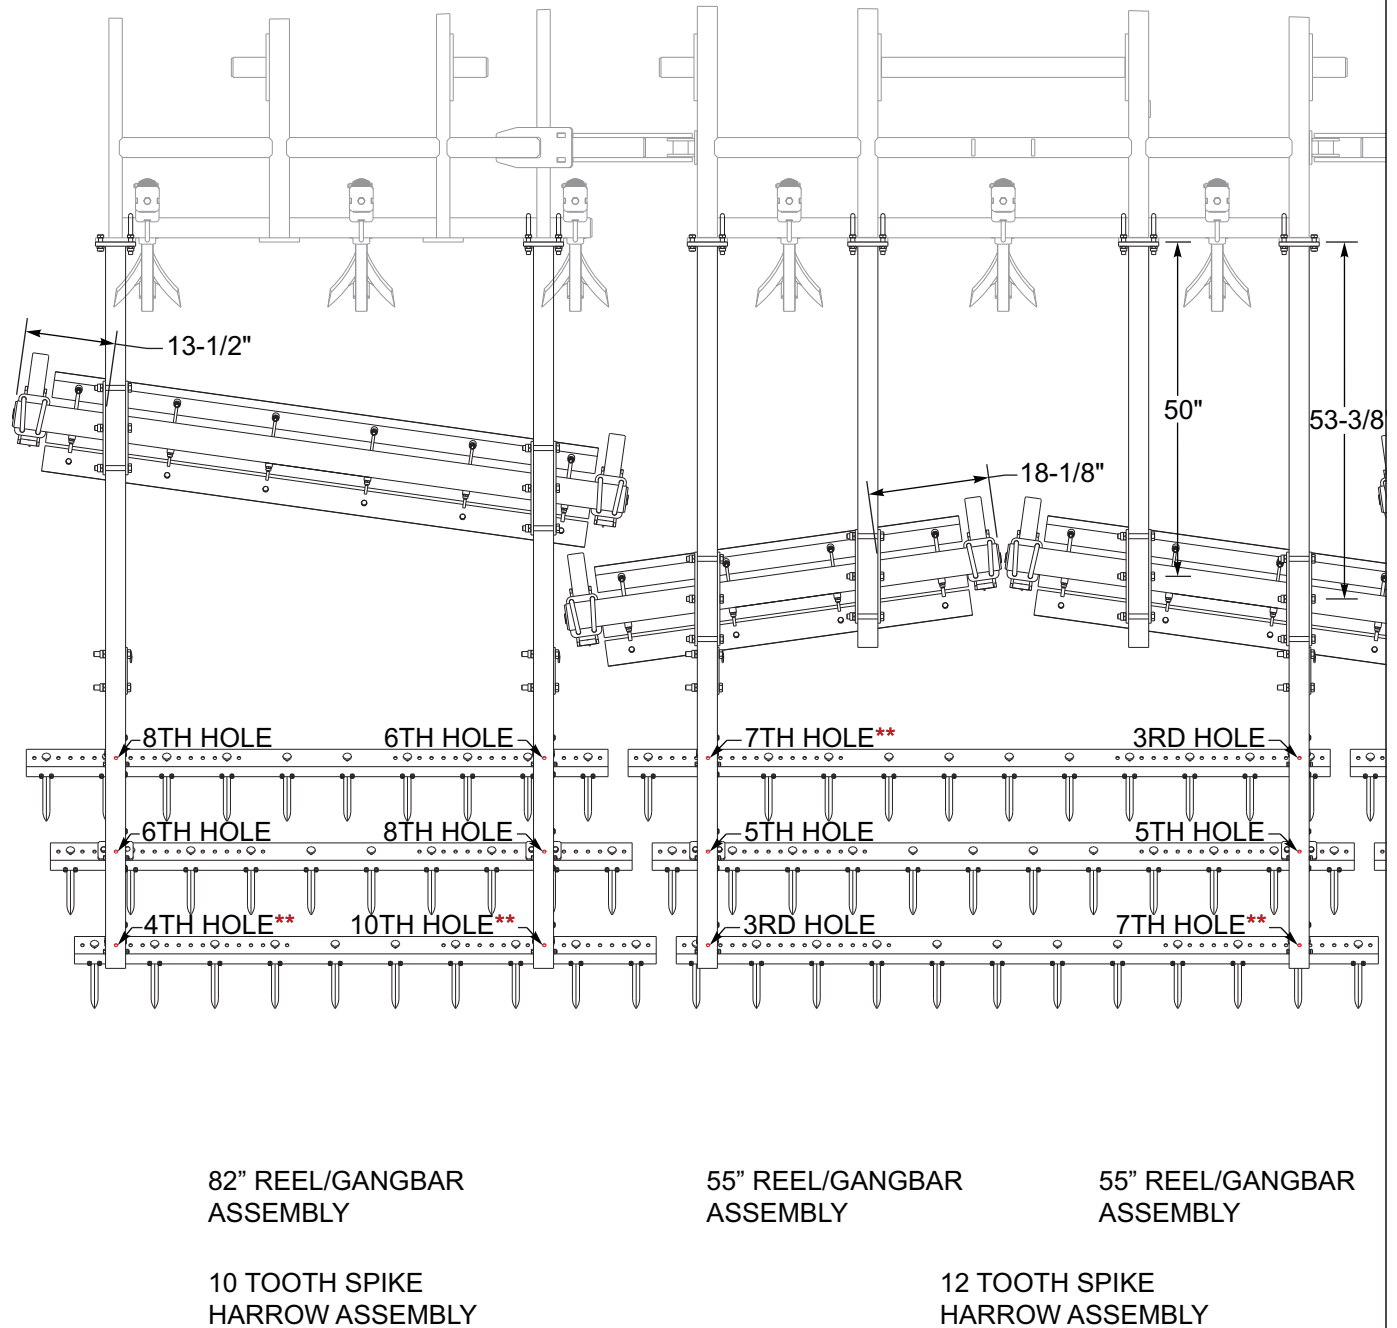 13-1/2"
50"
53-3/8"
18-1/8"
8TH HOLE
6TH HOLE
7TH HOLE**
3RD HOLE
6TH HOLE
8TH HOLE
5TH HOLE
5TH HOLE
4TH HOLE**
10TH HOLE**
3RD HOLE
7TH HOLE**
82” REEL/GANGBAR
ASSEMBLY
55” REEL/GANGBAR
ASSEMBLY
55” REEL/GANGBAR
ASSEMBLY
10 TOOTH SPIKE
HARROW ASSEMBLY
12 TOOTH SPIKE
HARROW ASSEMBLY